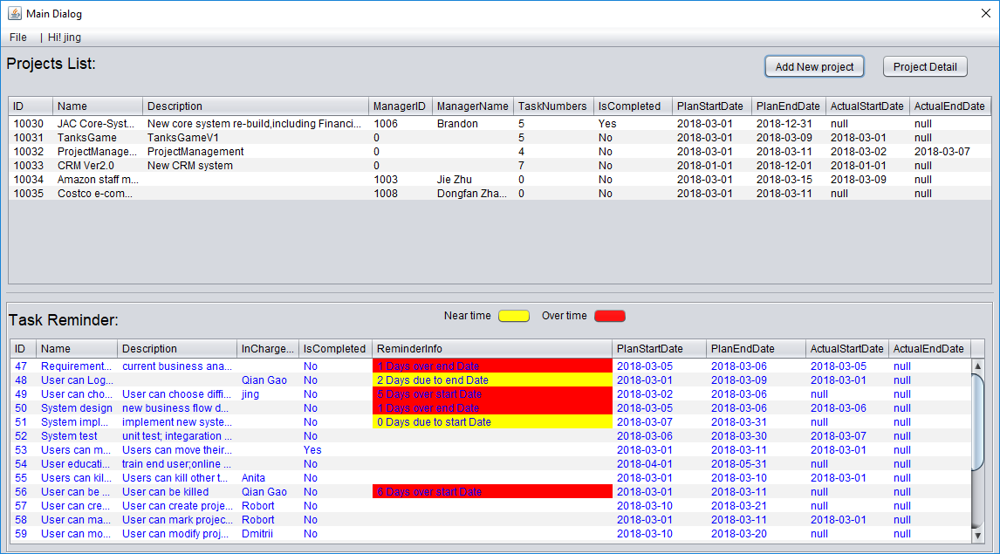 Main Dialog
File | Hi! jing
Projects List: Add New project Project Detail
ID Name Description ManagerID ManagerName TaskNumbers IsCompleted PlanStartDate PlanEndDate ActualStartDate ActualEndDate
10030 JAC Core-Syst... New core system re-build,including Financi... 1006 Brandon 5 Yes 2018-03-01 2018-12-31 null null
10031 TanksGame TanksGameV1 0 5 No 2018-03-01 2018-03-09 2018-03-01 null
10032 ProjectManage... ProjectManagement 0 4 No 2018-03-01 2018-03-11 2018-03-02 2018-03-07
10033 CRM Ver2.0 New CRM system 0 7 No 2018-01-01 2018-12-01 2018-01-01 null
10034 Amazon staff m... 1003 Jie Zhu 0 No 2018-03-01 2018-03-15 2018-03-09 null
10035 Costco e-com... 1008 Dongfan Zha... 0 No 2018-03-01 2018-03-11 null null
Task Reminder: Near time Over time
ID Name Description InCharge... IsCompleted ReminderInfo PlanStartDate PlanEndDate ActualStartDate ActualEndDate
47 Requirement... current business ana... No 1 Days over end Date 2018-03-05 2018-03-06 2018-03-05 null
48 User can Log... Qian Gao No 2 Days due to end Date 2018-03-01 2018-03-09 2018-03-01 null
49 User can cho... User can choose diffi... jing No 5 Days over start Date 2018-03-02 2018-03-06 null null
50 System design new business flow d... No 1 Days over end Date 2018-03-05 2018-03-06 2018-03-06 null
51 System impl... implement new syste... No 0 Days due to start Date 2018-03-07 2018-03-31 null null
52 System test unit test; integaration ... No 2018-03-06 2018-03-30 2018-03-07 null
53 Users can m... Users can move their... Yes 2018-03-01 2018-03-11 2018-03-01 null
54 User educati... train end user;online ... No 2018-04-01 2018-05-31 null null
55 Users can kil... Users can kill other t... Anita No 2018-03-01 2018-03-10 2018-03-01 null
56 User can be ... User can be killed Qian Gao No 6 Days over start Date 2018-03-01 2018-03-11 null null
57 User can cre... User can create proje... Robort No 2018-03-10 2018-03-21 null null
58 User can ma... User can mark projec... Robort No 2018-03-01 2018-03-11 2018-03-01 null
59 User can mo... User can modify proj... Dmitrii No 2018-03-10 2018-03-20 null null